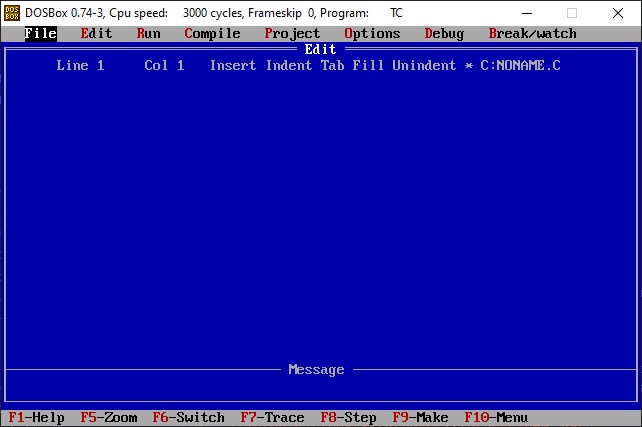 DOS BOX DOSBox 0.74-3, Cpu speed: 3000 cycles, Frameskip 0, Program: TC
File Edit Run Compile Project Options Debug Break/watch
Edit
Line 1 Col 1 Insert Indent Tab Fill Unindent * C:NONAME.C
Message
F1-Help F5-Zoom F6-Switch F7-Trace F8-Step F9-Make F10-Menu